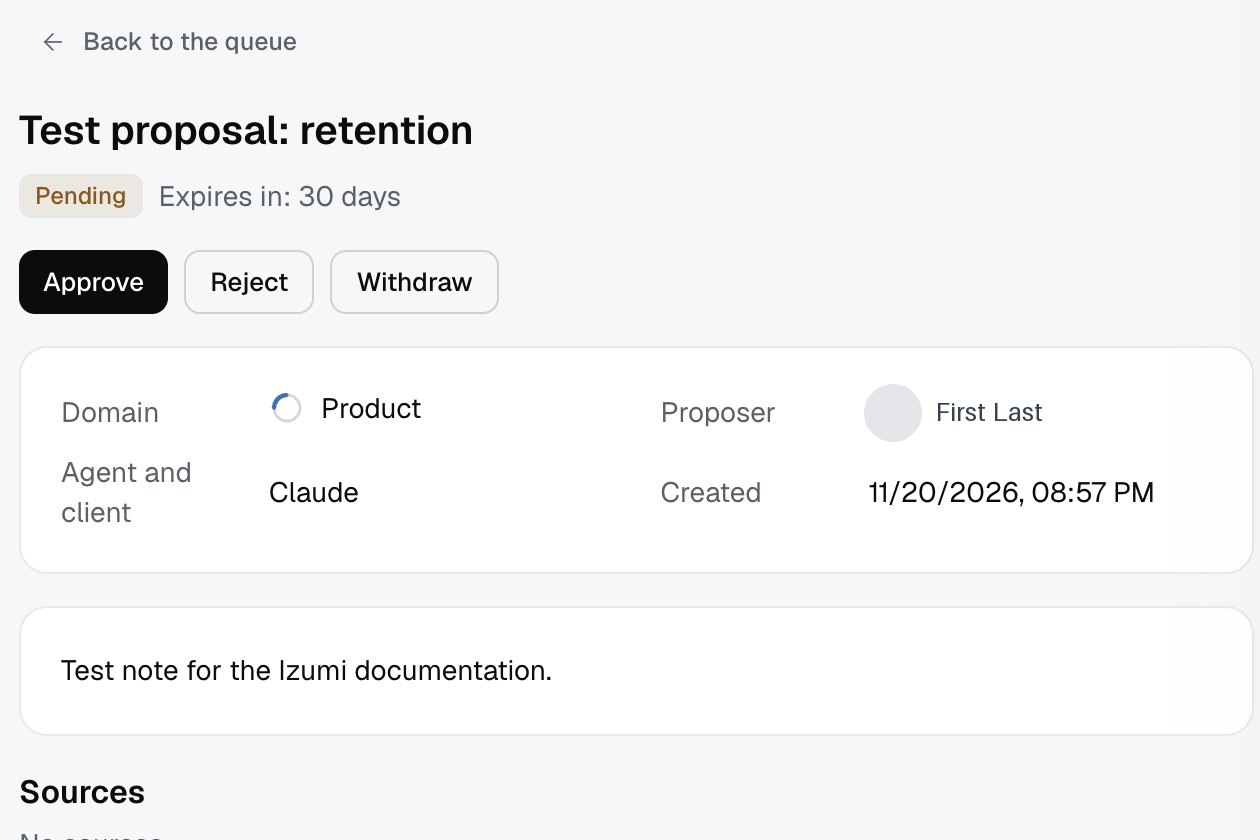 Back to the queue
Test proposal: retention
Pending Expires in: 30 days
Approve Reject Withdraw
Domain Product Proposer First Last
Agent and client Claude Created 11/20/2026, 08:57 PM
Test note for the Izumi documentation.
Sources
No sources